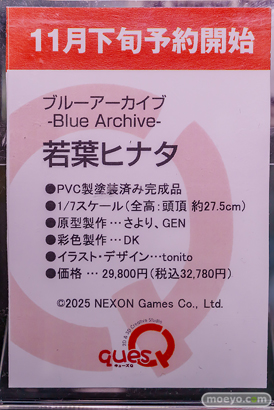 11月下旬予約開始
ブルーアーカイブ
-Blue Archive-
若葉ヒナタ
●PVC製塗装済み完成品
●1/7スケール（全高：頭頂 約27.5cm）
●原型製作…さより、GEN
●彩色製作…DK
●イラスト・デザイン…tonito
●価格 … 29,800円（税込32,780円）
©2025 NEXON Games Co., Ltd.
2D & 3D Creative Studio
quesQ
キューズQ
moeyo.com